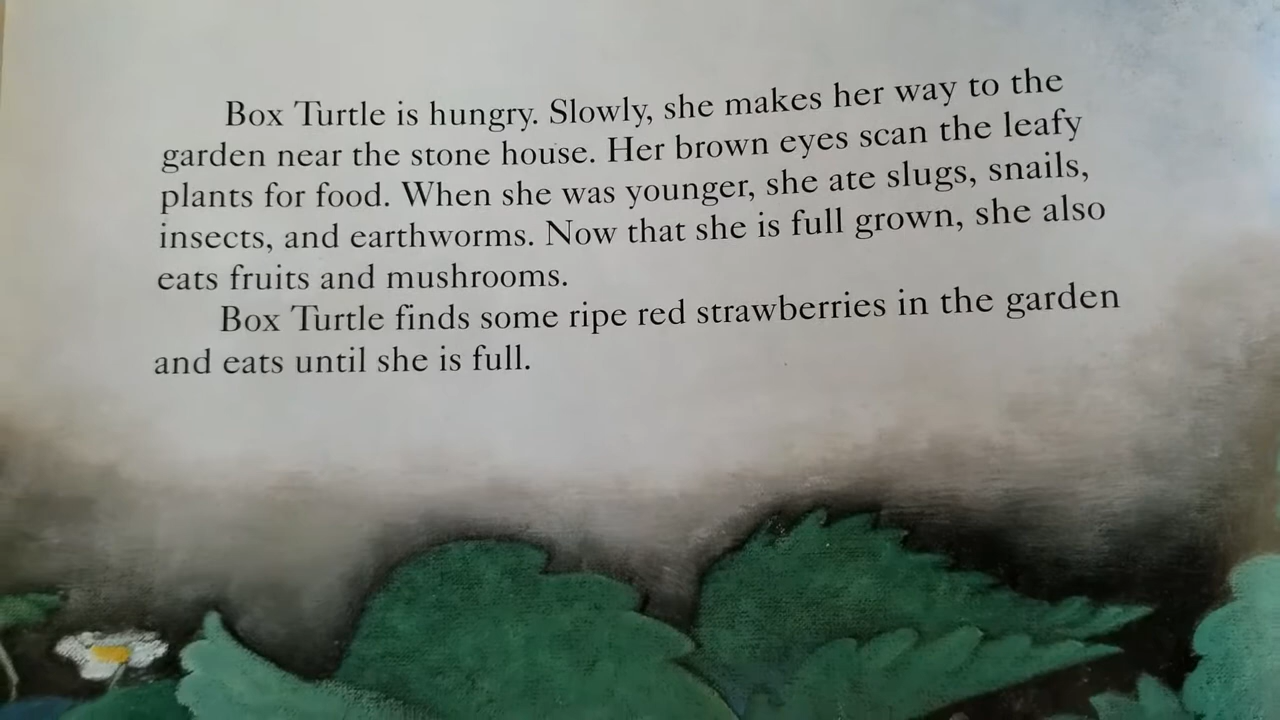 Box Turtle is hungry. Slowly, she makes her way to the
garden near the stone house. Her brown eyes scan the leafy
plants for food. When she was younger, she ate slugs, snails,
insects, and earthworms. Now that she is full grown, she also
eats fruits and mushrooms.
Box Turtle finds some ripe red strawberries in the garden
and eats until she is full.